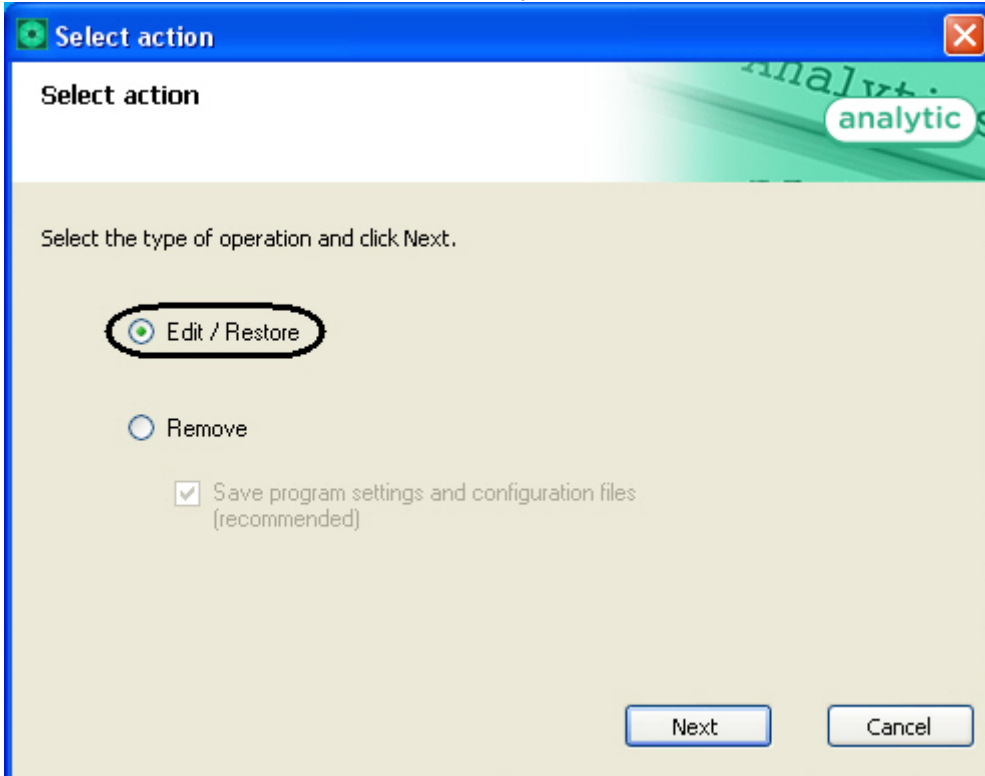 Select action
Select action
analytic
Select the type of operation and click Next.
Edit / Restore
Remove
Save program settings and configuration files
(recommended)
Next
Cancel